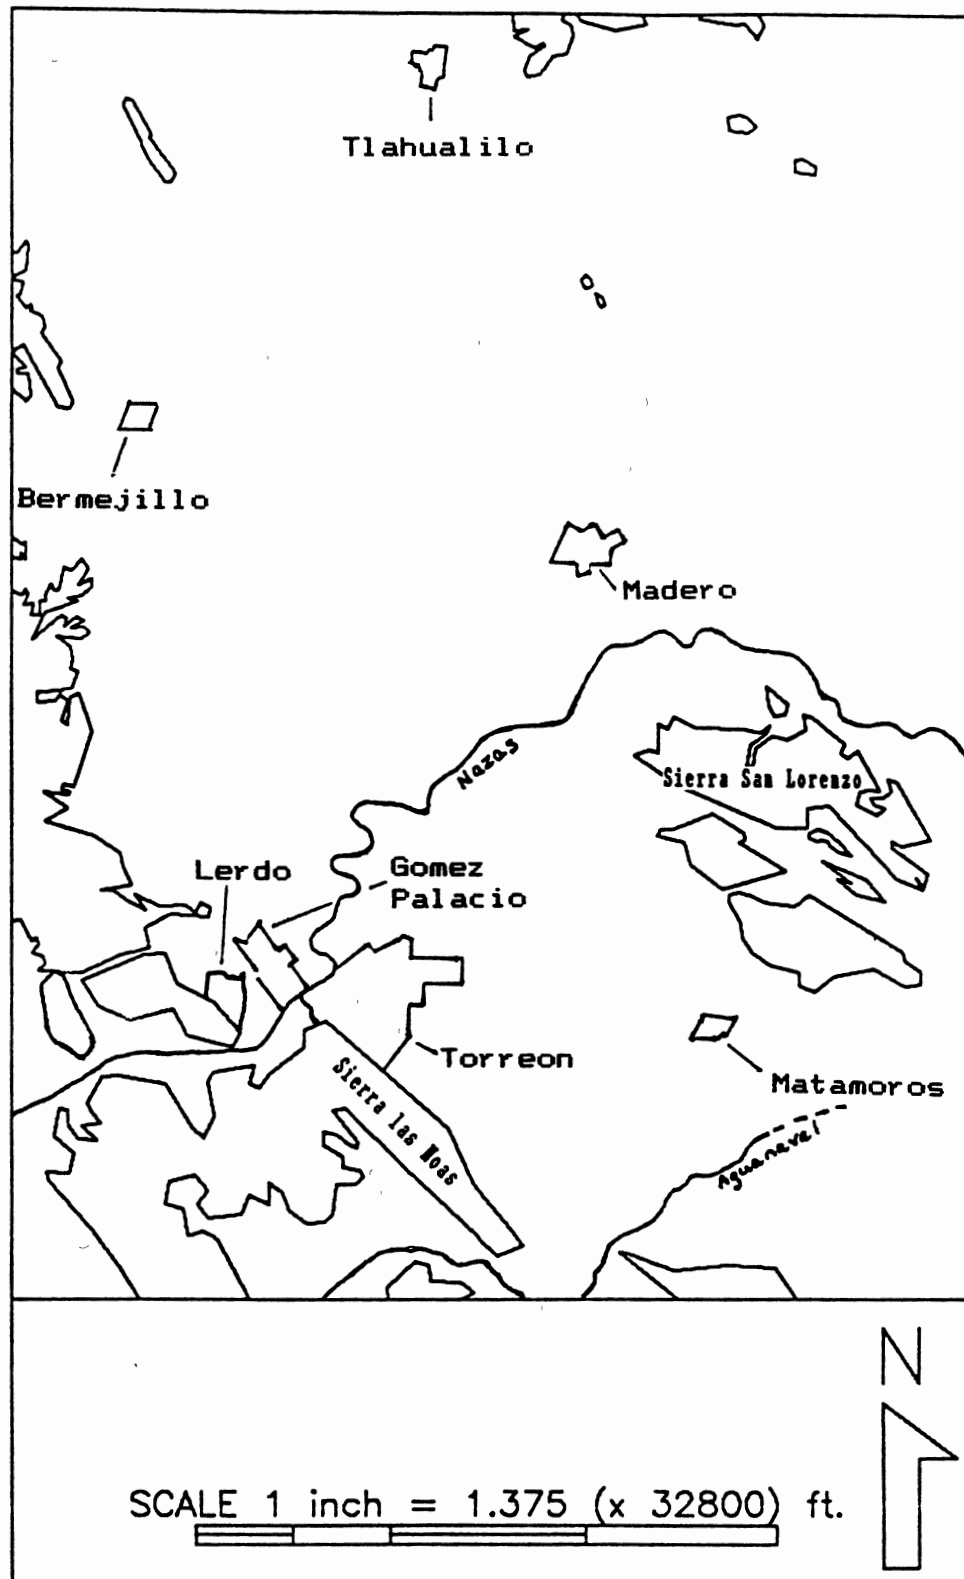 Tlahualilo
Bermejillo
Madero
Nazas
Sierra San Lorenzo
Lerdo
Gomez
Palacio
Torreon
Sierra las Noas
Matamoros
Aguanaval
N
SCALE 1 inch = 1.375 (x 32800) ft.